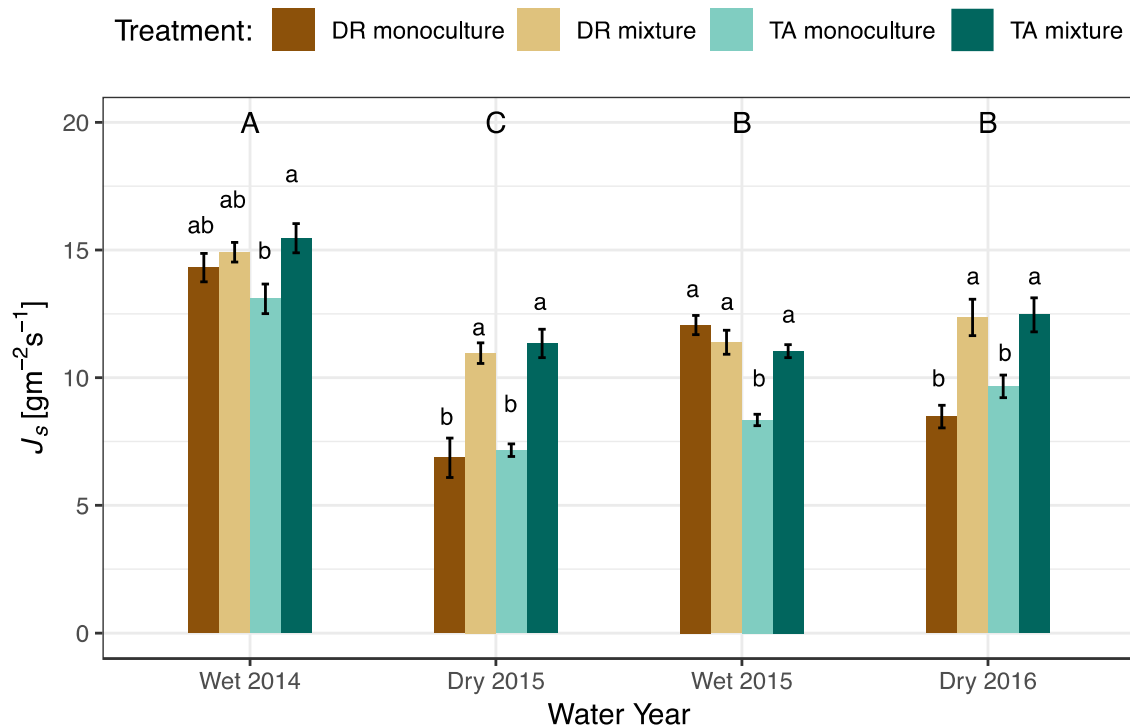 Treatment: DR monoculture DR mixture TA monoculture TA mixture
20
A C B B
a
ab ab
15
b
a
a a a
a
a
b
10
b
b b
b
5
0
Jₛ [gm⁻²s⁻¹]
Wet 2014 Dry 2015 Wet 2015 Dry 2016
Water Year